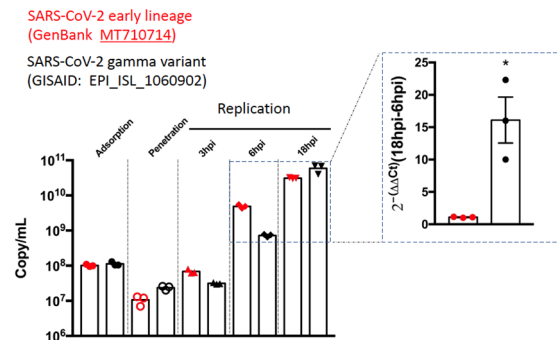 SARS-CoV-2 early lineage
(GenBank MT710714)
SARS-CoV-2 gamma variant
(GISAID: EPI_ISL_1060902)
Replication
Adsorption
Penetration
3hpi
6hpi
18hpi
Copy/mL
10¹¹
10¹⁰
10⁹
10⁸
10⁷
10⁶
2^−(ΔΔCt)(18hpi-6hpi)
25
20
15
10
5
0
*